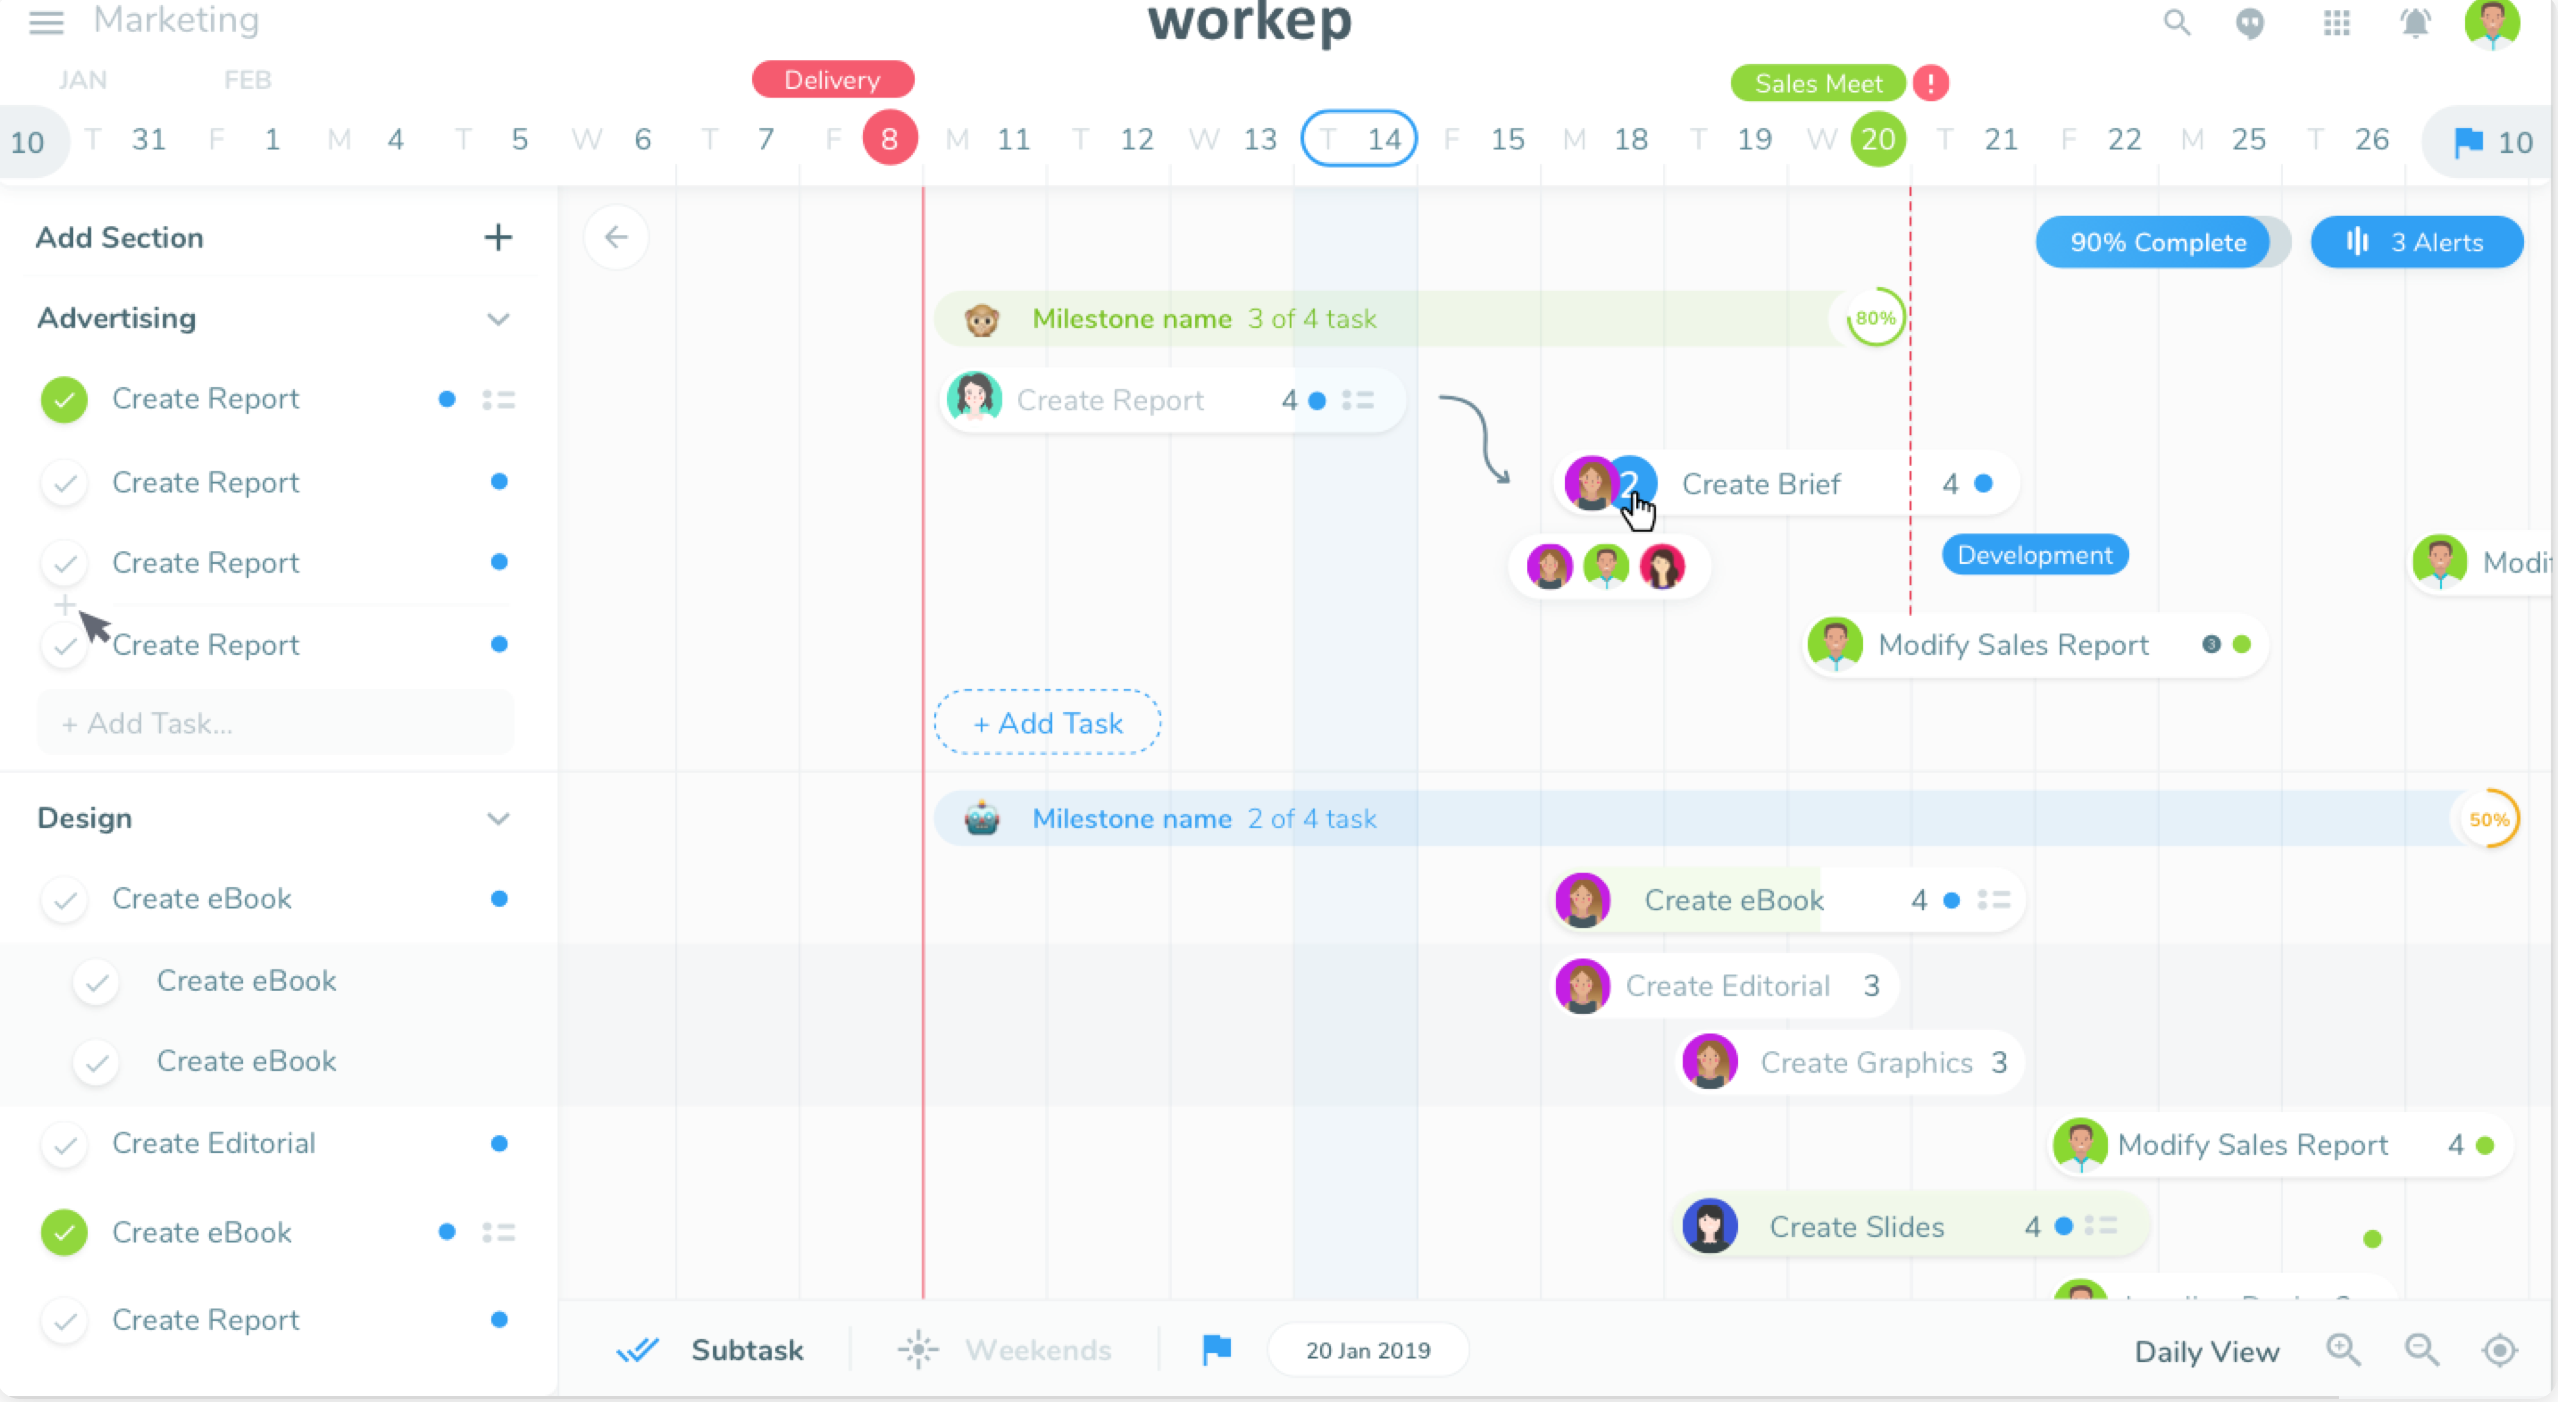 Marketing
workep
JAN FEB
Delivery
Sales Meet !
10 T 31 F 1 M 4 T 5 W 6 T 7 F 8 M 11 T 12 W 13 T 14 F 15 M 18 T 19 W 20 T 21 F 22 M 25 T 26 10
Add Section +
90% Complete
3 Alerts
Advertising
Milestone name 3 of 4 task
80%
Create Report
Create Report 4
Create Report
2 Create Brief 4
Create Report
Development
Create Report
Modify Sales Report 3
+ Add Task...
+ Add Task
Design
Milestone name 2 of 4 task
50%
Create eBook
Create eBook 4
Create eBook
Create Editorial 3
Create eBook
Create Graphics 3
Create Editorial
Modify Sales Report 4
Create eBook
Create Slides 4
Create Report
Subtask
Weekends
20 Jan 2019
Daily View